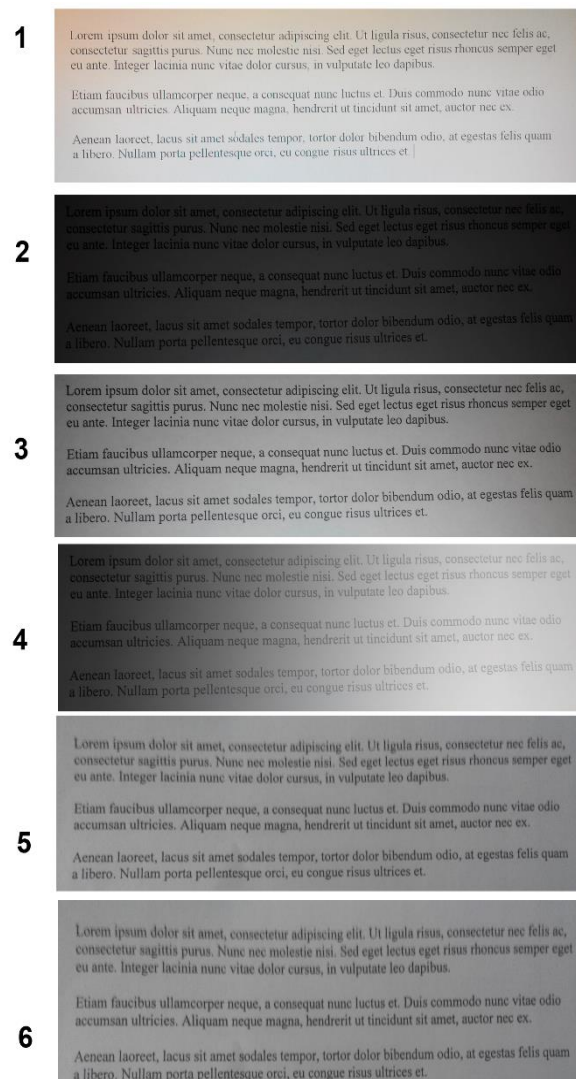 1
Lorem ipsum dolor sit amet, consectetur adipiscing elit. Ut ligula risus, consectetur nec felis ac,
consectetur sagittis purus. Nunc nec molestie nisi. Sed eget lectus eget risus rhoncus semper eget
eu ante. Integer lacinia nunc vitae dolor cursus, in vulputate leo dapibus.
Etiam faucibus ullamcorper neque, a consequat nunc luctus et. Duis commodo nunc vitae odio
accumsan ultricies. Aliquam neque magna, hendrerit ut tincidunt sit amet, auctor nec ex.
Aenean laoreet, lacus sit amet sodales tempor, tortor dolor bibendum odio, at egestas felis quam
a libero. Nullam porta pellentesque orci, eu congue risus ultrices et.
2
Lorem ipsum dolor sit amet, consectetur adipiscing elit. Ut ligula risus, consectetur nec felis ac,
consectetur sagittis purus. Nunc nec molestie nisi. Sed eget lectus eget risus rhoncus semper eget
eu ante. Integer lacinia nunc vitae dolor cursus, in vulputate leo dapibus.
Etiam faucibus ullamcorper neque, a consequat nunc luctus et. Duis commodo nunc vitae odio
accumsan ultricies. Aliquam neque magna, hendrerit ut tincidunt sit amet, auctor nec ex.
Aenean laoreet, lacus sit amet sodales tempor, tortor dolor bibendum odio, at egestas felis quam
a libero. Nullam porta pellentesque orci, eu congue risus ultrices et.
3
Lorem ipsum dolor sit amet, consectetur adipiscing elit. Ut ligula risus, consectetur nec felis ac,
consectetur sagittis purus. Nunc nec molestie nisi. Sed eget lectus eget risus rhoncus semper eget
eu ante. Integer lacinia nunc vitae dolor cursus, in vulputate leo dapibus.
Etiam faucibus ullamcorper neque, a consequat nunc luctus et. Duis commodo nunc vitae odio
accumsan ultricies. Aliquam neque magna, hendrerit ut tincidunt sit amet, auctor nec ex.
Aenean laoreet, lacus sit amet sodales tempor, tortor dolor bibendum odio, at egestas felis quam
a libero. Nullam porta pellentesque orci, eu congue risus ultrices et.
4
Lorem ipsum dolor sit amet, consectetur adipiscing elit. Ut ligula risus, consectetur nec felis ac,
consectetur sagittis purus. Nunc nec molestie nisi. Sed eget lectus eget risus rhoncus semper eget
eu ante. Integer lacinia nunc vitae dolor cursus, in vulputate leo dapibus.
Etiam faucibus ullamcorper neque, a consequat nunc luctus et. Duis commodo nunc vitae odio
accumsan ultricies. Aliquam neque magna, hendrerit ut tincidunt sit amet, auctor nec ex.
Aenean laoreet, lacus sit amet sodales tempor, tortor dolor bibendum odio, at egestas felis quam
a libero. Nullam porta pellentesque orci, eu congue risus ultrices et.
5
Lorem ipsum dolor sit amet, consectetur adipiscing elit. Ut ligula risus, consectetur nec felis ac,
consectetur sagittis purus. Nunc nec molestie nisi. Sed eget lectus eget risus rhoncus semper eget
eu ante. Integer lacinia nunc vitae dolor cursus, in vulputate leo dapibus.
Etiam faucibus ullamcorper neque, a consequat nunc luctus et. Duis commodo nunc vitae odio
accumsan ultricies. Aliquam neque magna, hendrerit ut tincidunt sit amet, auctor nec ex.
Aenean laoreet, lacus sit amet sodales tempor, tortor dolor bibendum odio, at egestas felis quam
a libero. Nullam porta pellentesque orci, eu congue risus ultrices et.
6
Lorem ipsum dolor sit amet, consectetur adipiscing elit. Ut ligula risus, consectetur nec felis ac,
consectetur sagittis purus. Nunc nec molestie nisi. Sed eget lectus eget risus rhoncus semper eget
eu ante. Integer lacinia nunc vitae dolor cursus, in vulputate leo dapibus.
Etiam faucibus ullamcorper neque, a consequat nunc luctus et. Duis commodo nunc vitae odio
accumsan ultricies. Aliquam neque magna, hendrerit ut tincidunt sit amet, auctor nec ex.
Aenean laoreet, lacus sit amet sodales tempor, tortor dolor bibendum odio, at egestas felis quam
a libero. Nullam porta pellentesque orci, eu congue risus ultrices et.